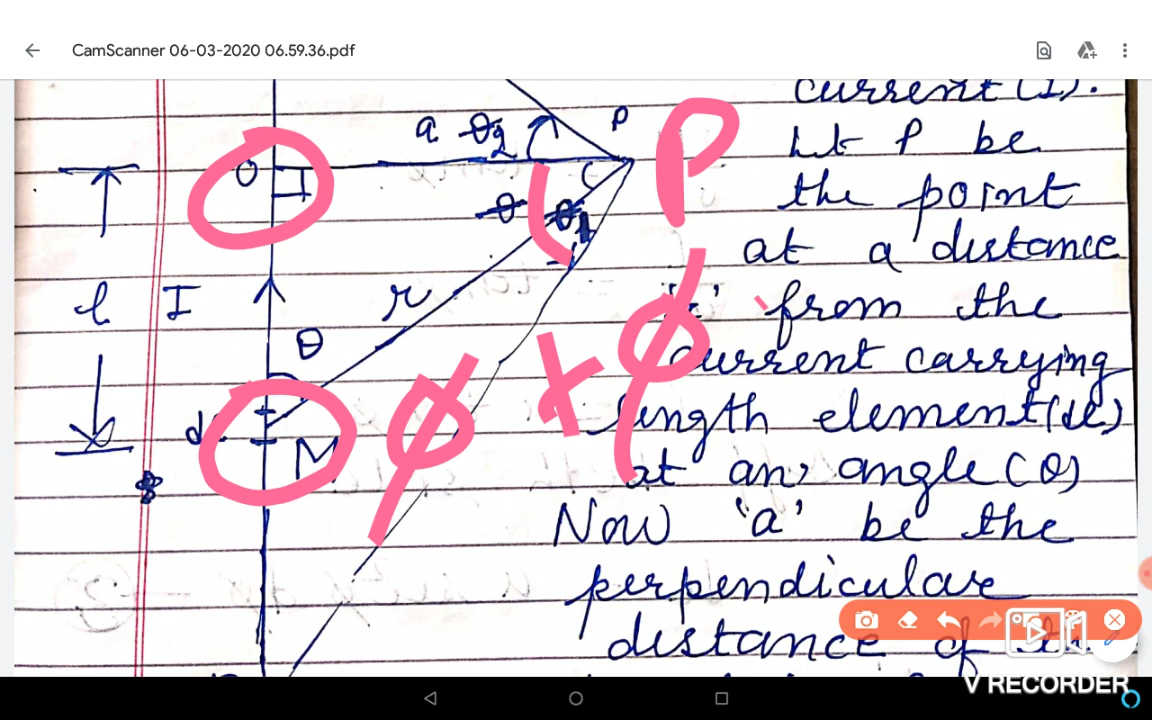 CamScanner 06-03-2020 06.59.36.pdf
current (I).
a θ2 P
P
Let P be
O
the point
θ θ1
at a distance
l I r
from the
θ
current carrying
φ + φ
length element (dl)
M
at an angle (θ)
Now 'a' be the
perpendicular
distance of the
V RECORDER